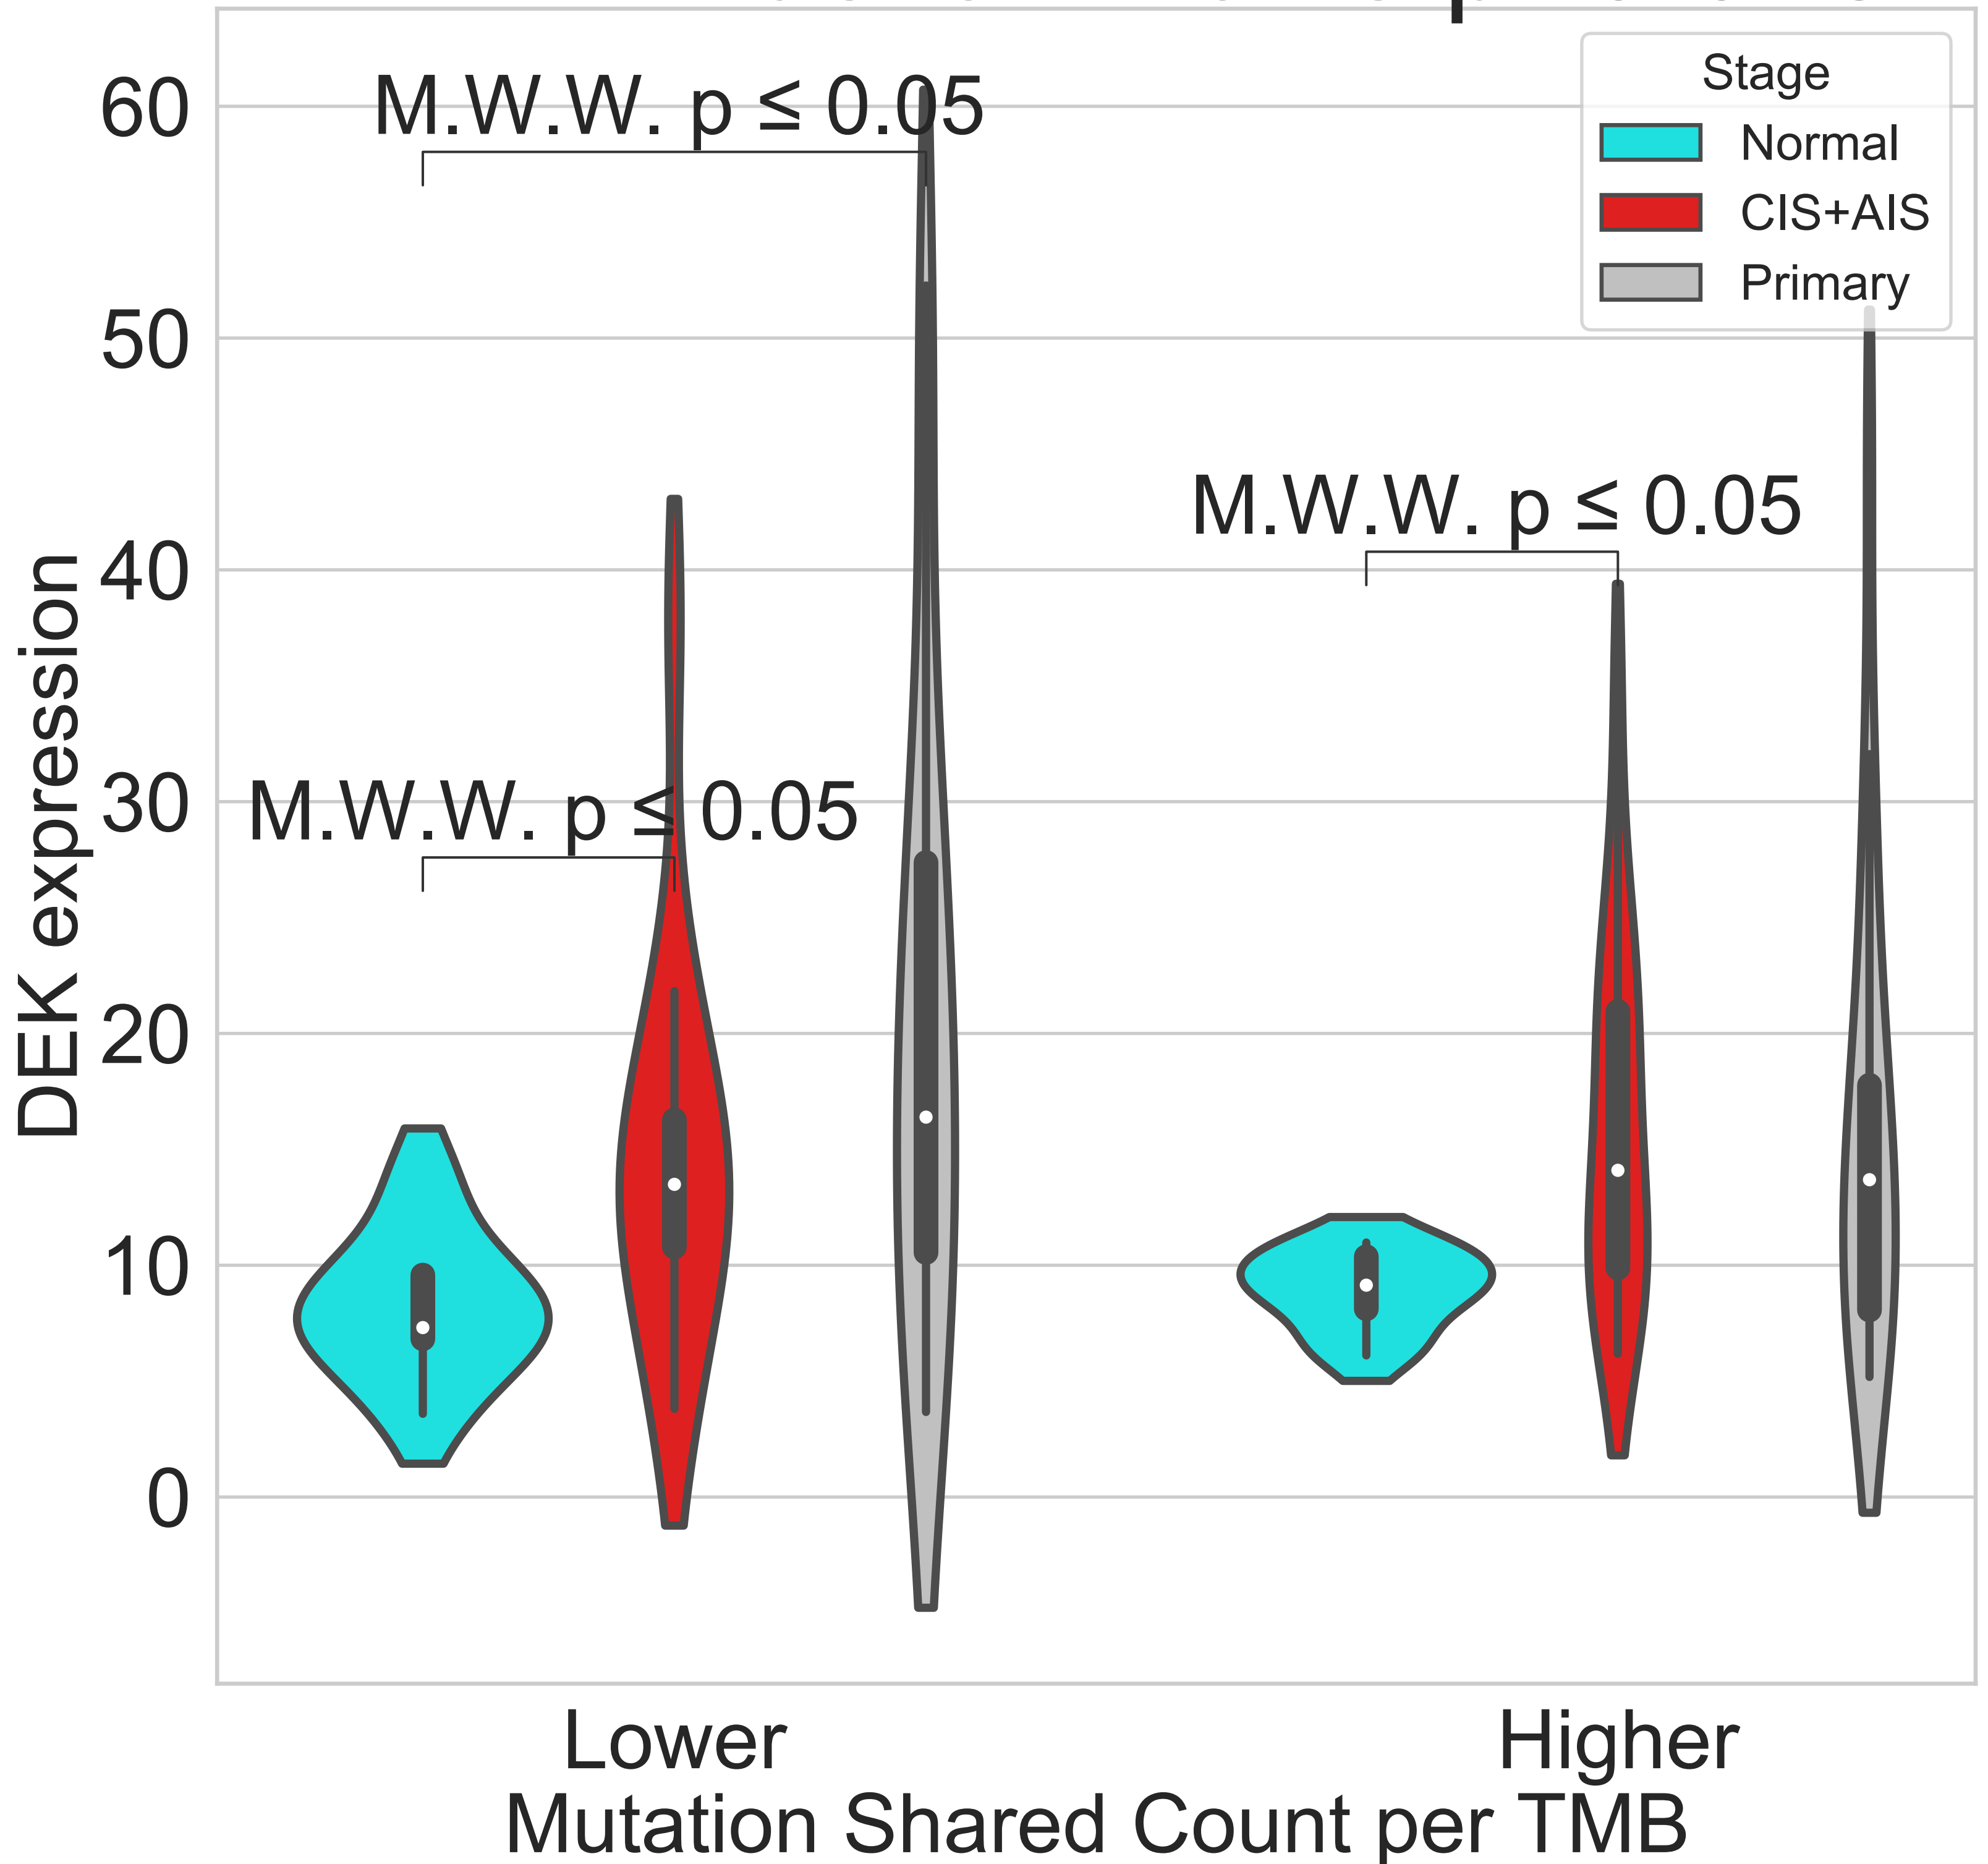 Stage
Normal
CIS+AIS
Primary
M.W.W. p ≤ 0.05
M.W.W. p ≤ 0.05
M.W.W. p ≤ 0.05
60
50
40
30
20
10
0
DEK expression
Lower
Higher
Mutation Shared Count per TMB